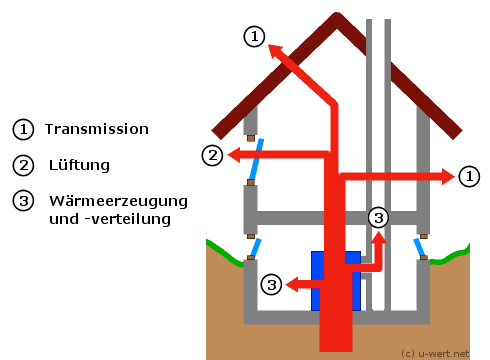 1
1 Transmission
2 Lüftung
2
1
3 Wärmeerzeugung
und -verteilung
3
3
(c) u-wert.net